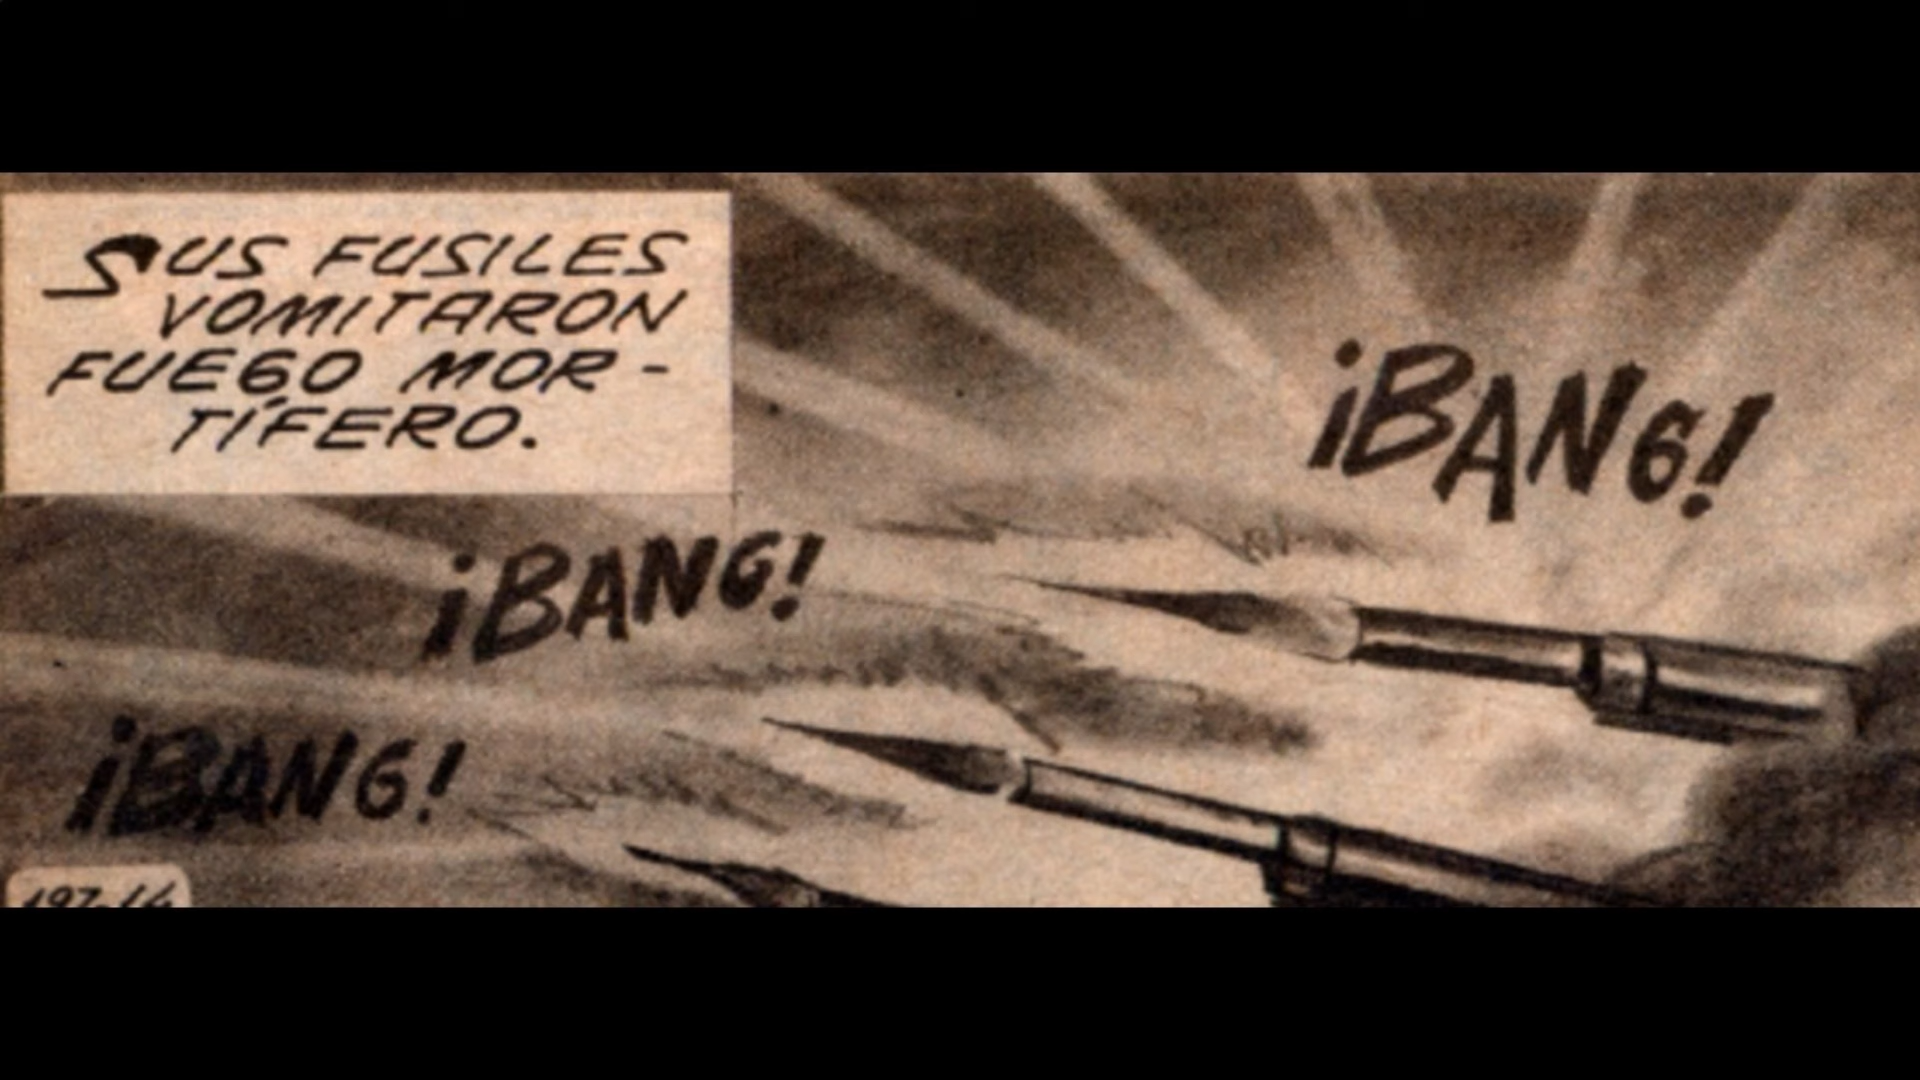 SUS FUSILES
VOMITARON
FUEGO MOR-
TÍFERO.
¡BANG!
¡BANG!
¡BANG!